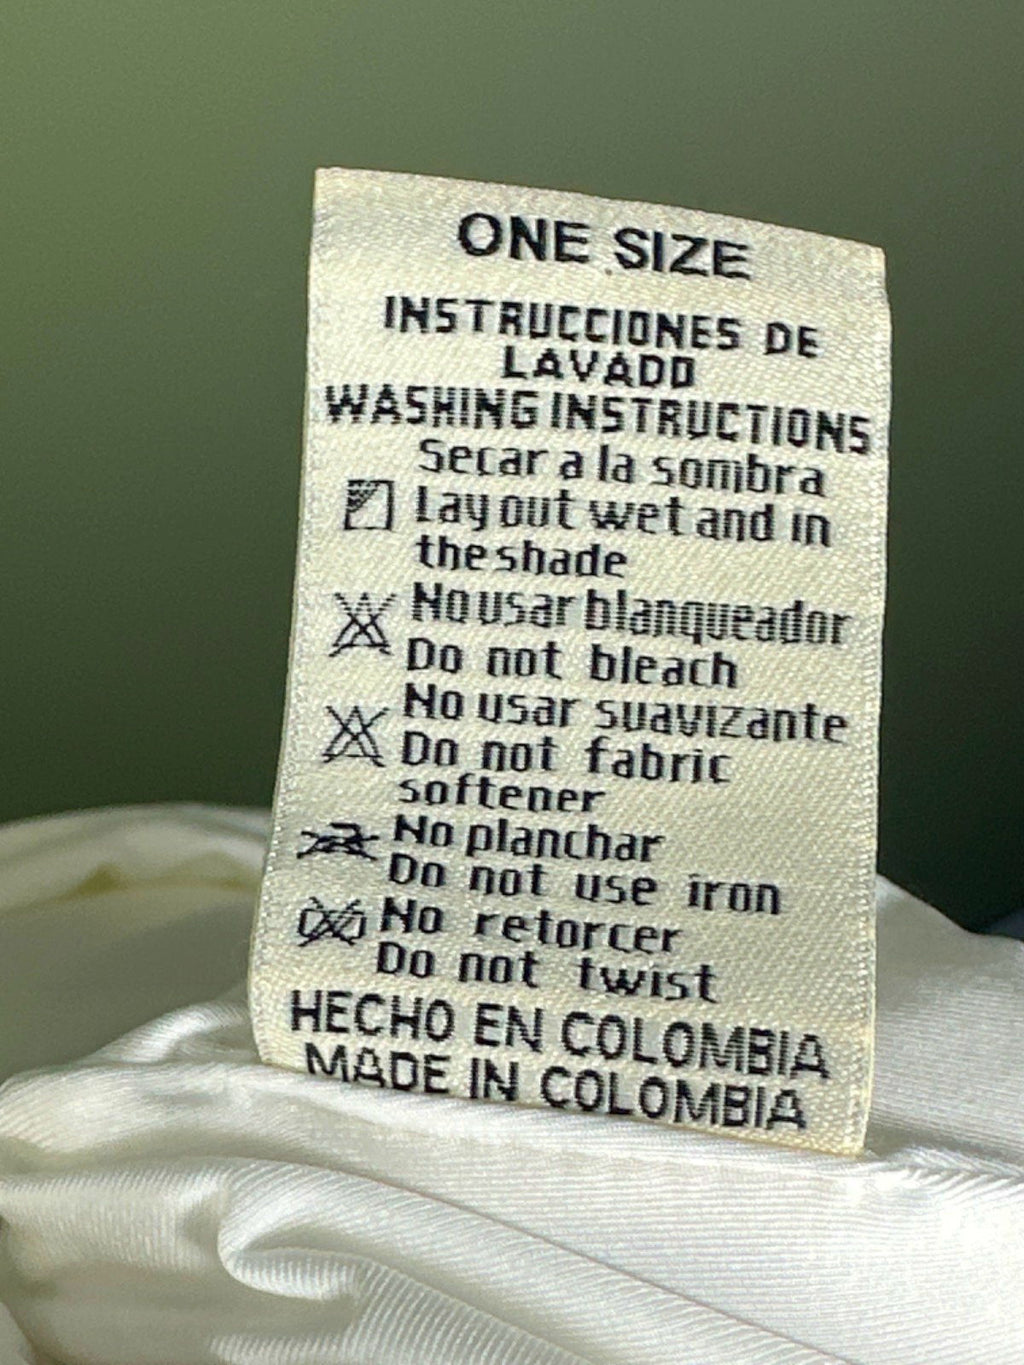 ONE SIZE
INSTRUCCIONES DE
LAVADO
WASHING INSTRUCTIONS
Secar a la sombra
Lay out wet and in
the shade
No usar blanqueador
Do not bleach
No usar suavizante
Do not fabric
softener
No planchar
Do not use iron
No retorcer
Do not twist
HECHO EN COLOMBIA
MADE IN COLOMBIA